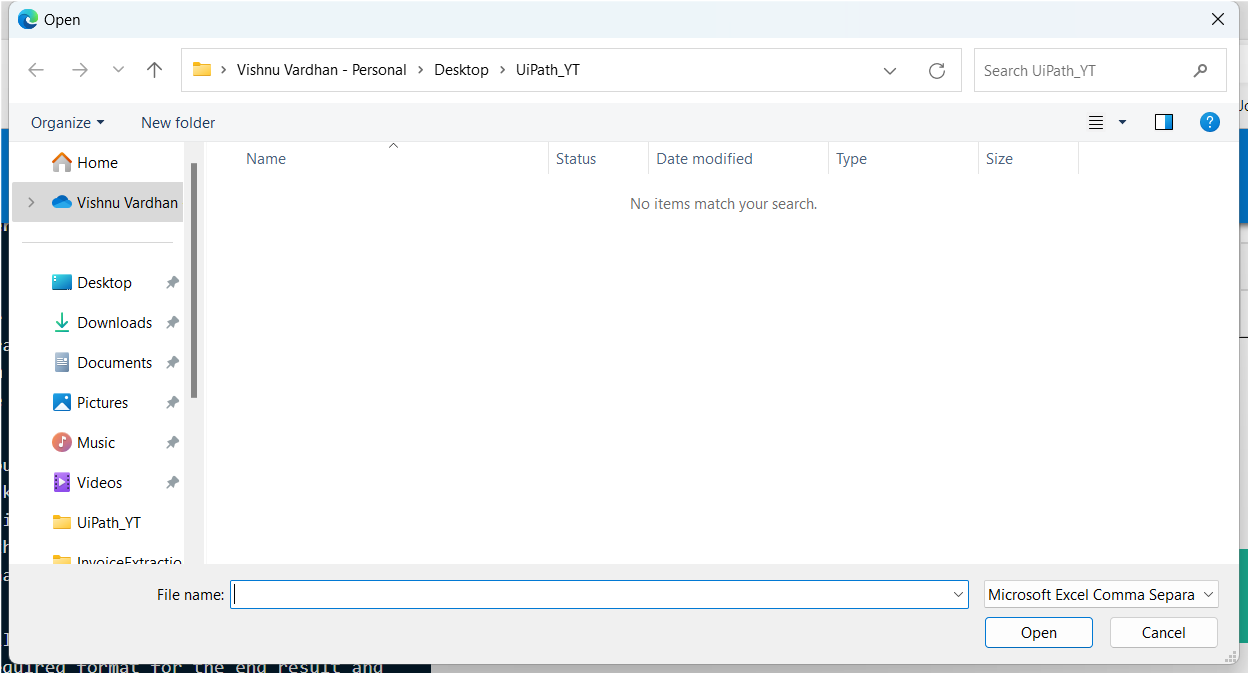 Open
Vishnu Vardhan - Personal > Desktop > UiPath_YT
Search UiPath_YT
Organize
New folder
Name
Status
Date modified
Type
Size
No items match your search.
Home
Vishnu Vardhan
Desktop
Downloads
Documents
Pictures
Music
Videos
UiPath_YT
InvoiceExtractio
File name:
Microsoft Excel Comma Separa
Open
Cancel
quired format for the end result and